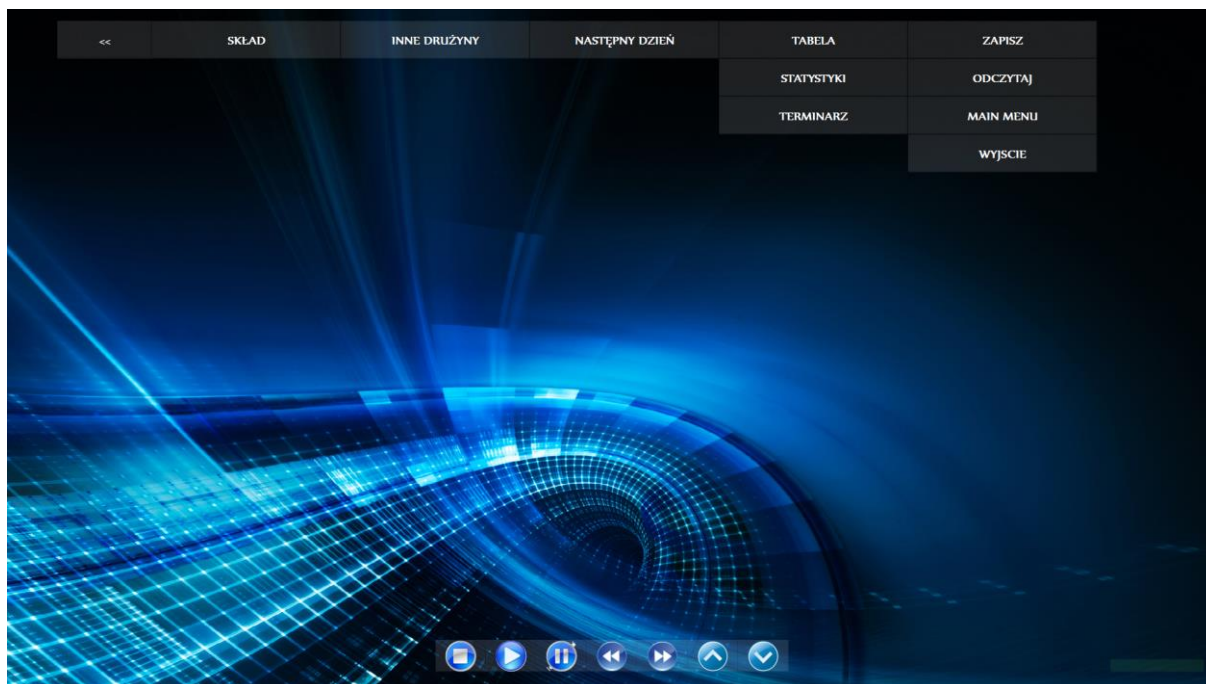 << SKŁAD INNE DRUŻYNY NASTĘPNY DZIEŃ TABELA ZAPISZ
STATYSTYKI ODCZYTAJ
TERMINARZ MAIN MENU
WYJSCIE